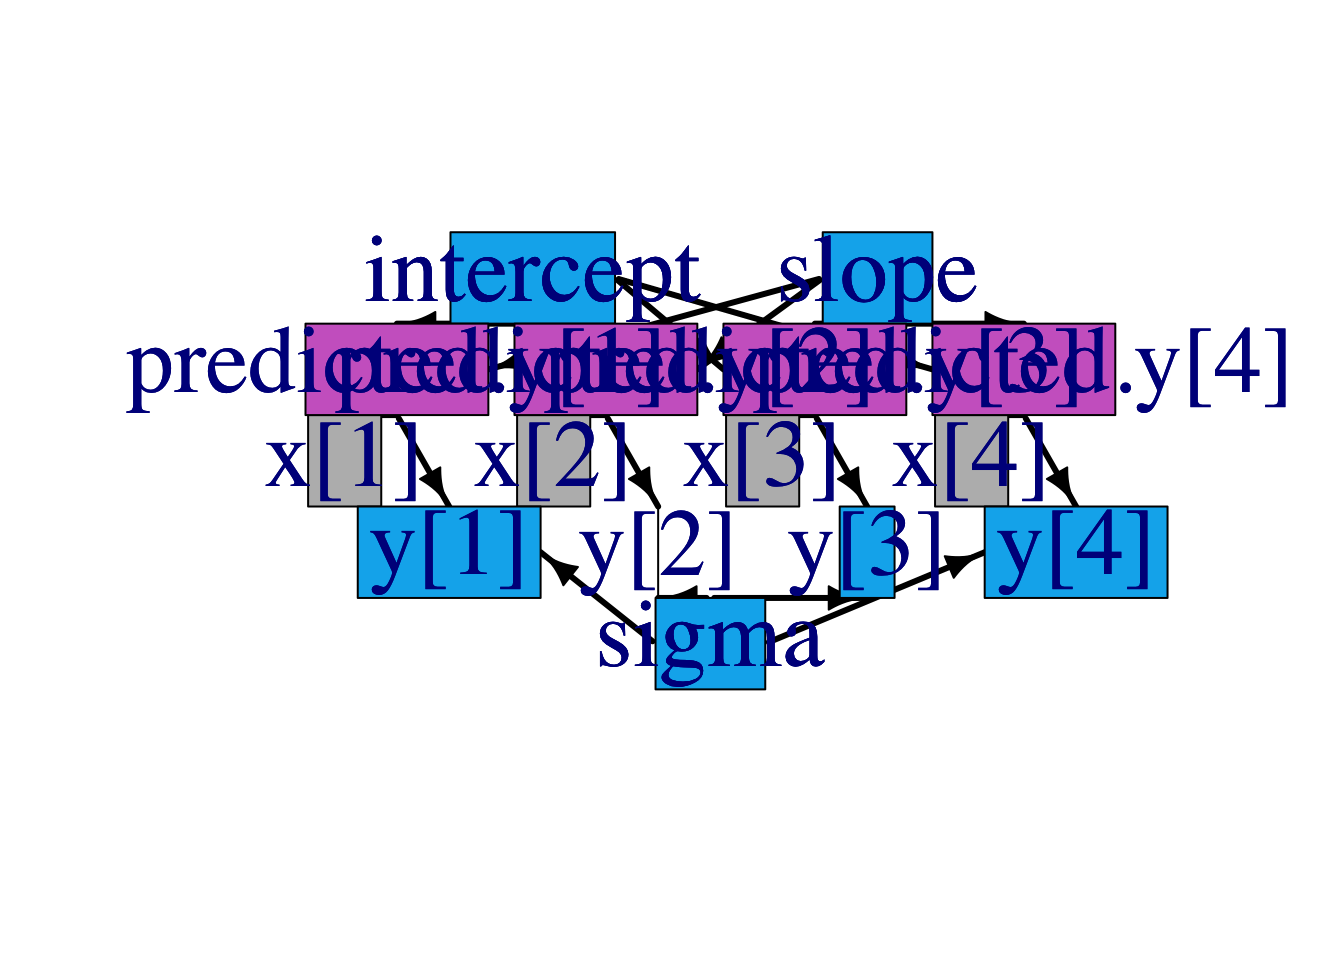 intercept slope
predicted.y[1] predicted.y[2] predicted.y[3] predicted.y[4]
x[1] x[2] x[3] x[4]
y[1] y[2] y[3] y[4]
sigma